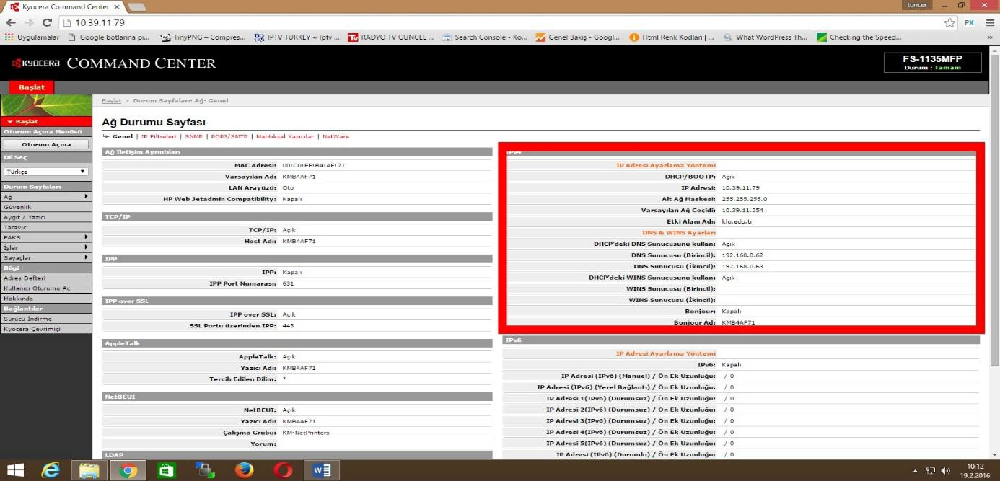 Kyocera Command Center
tuncer
10.39.11.79
Uygulamalar
Google botlarına pi...
TinyPNG – Compres...
IPTV TURKEY ~ Iptv ...
RADYO TV GUNCEL ...
Search Console - Ko...
Genel Bakış - Googl...
Html Renk Kodları | ...
What WordPress Th...
Checking the Speed...
KYOCERA COMMAND CENTER
FS-1135MFP
Durum : Tamam
Başlat
Başlat > Durum Sayfaları: Ağ: Genel
Başlat
Oturum Açma Menüsü
Oturum Açma
Dil Seç
Türkçe
Durum Sayfaları
Ağ
Güvenlik
Aygıt / Yazıcı
Tarayıcı
FAKS
İşler
Sayaçlar
Bilgi
Adres Defteri
Kullanıcı Oturumu Aç
Hakkında
Bağlantılar
Sürücü İndirme
Kyocera Çevrimiçi
Ağ Durumu Sayfası
Genel | IP Filtreleri | SNMP | POP3/SMTP | Mantıksal Yazıcılar | NetWare
Ağ İletişim Ayrıntıları
MAC Adresi: 00:C0:EE:B4:AF:71
Varsayılan Ad: KMB4AF71
LAN Arayüzü: Oto
HP Web Jetadmin Compatibility: Kapalı
TCP/IP
TCP/IP: Açık
Host Adı: KMB4AF71
IPP
IPP: Kapalı
IPP Port Numarası: 631
IPP over SSL
IPP over SSL: Açık
SSL Portu üzerinden IPP: 443
AppleTalk
AppleTalk: Açık
Yazıcı Adı: KMB4AF71
Tercih Edilen Dilim: *
NetBEUI
NetBEUI: Açık
Yazıcı Adı: KMB4AF71
Çalışma Grubu: KM-NetPrinters
Yorum:
LDAP
IPv4
IP Adresi Ayarlama Yöntemi
DHCP/BOOTP: Açık
IP Adresi: 10.39.11.79
Alt Ağ Maskesi: 255.255.255.0
Varsayılan Ağ Geçidi: 10.39.11.254
Etki Alanı Adı: klu.edu.tr
DNS & WINS Ayarları
DHCP'deki DNS Sunucusunu kullan: Açık
DNS Sunucusu (Birincil): 192.168.0.62
DNS Sunucusu (İkincil): 192.168.0.63
DHCP'deki WINS Sunucusunu kullan: Açık
WINS Sunucusu (Birincil):
WINS Sunucusu (İkincil):
Bonjour: Kapalı
Bonjour Adı: KMB4AF71
IPv6
IP Adresi Ayarlama Yöntemi
IPv6: Kapalı
IP Adresi (IPv6) (Manuel) / Ön Ek Uzunluğu: / 0
IP Adresi (IPv6) (Yerel Bağlantı) / Ön Ek Uzunluğu: / 0
IP Adresi 1(IPv6) (Durumsuz) / Ön Ek Uzunluğu: / 0
IP Adresi 2(IPv6) (Durumsuz) / Ön Ek Uzunluğu: / 0
IP Adresi 3(IPv6) (Durumsuz) / Ön Ek Uzunluğu: / 0
IP Adresi 4(IPv6) (Durumsuz) / Ön Ek Uzunluğu: / 0
IP Adresi 5(IPv6) (Durumsuz) / Ön Ek Uzunluğu: / 0
IP Adresi (IPv6) (Durumlu) / Ön Ek Uzunluğu: / 0
10:12
19.2.2016